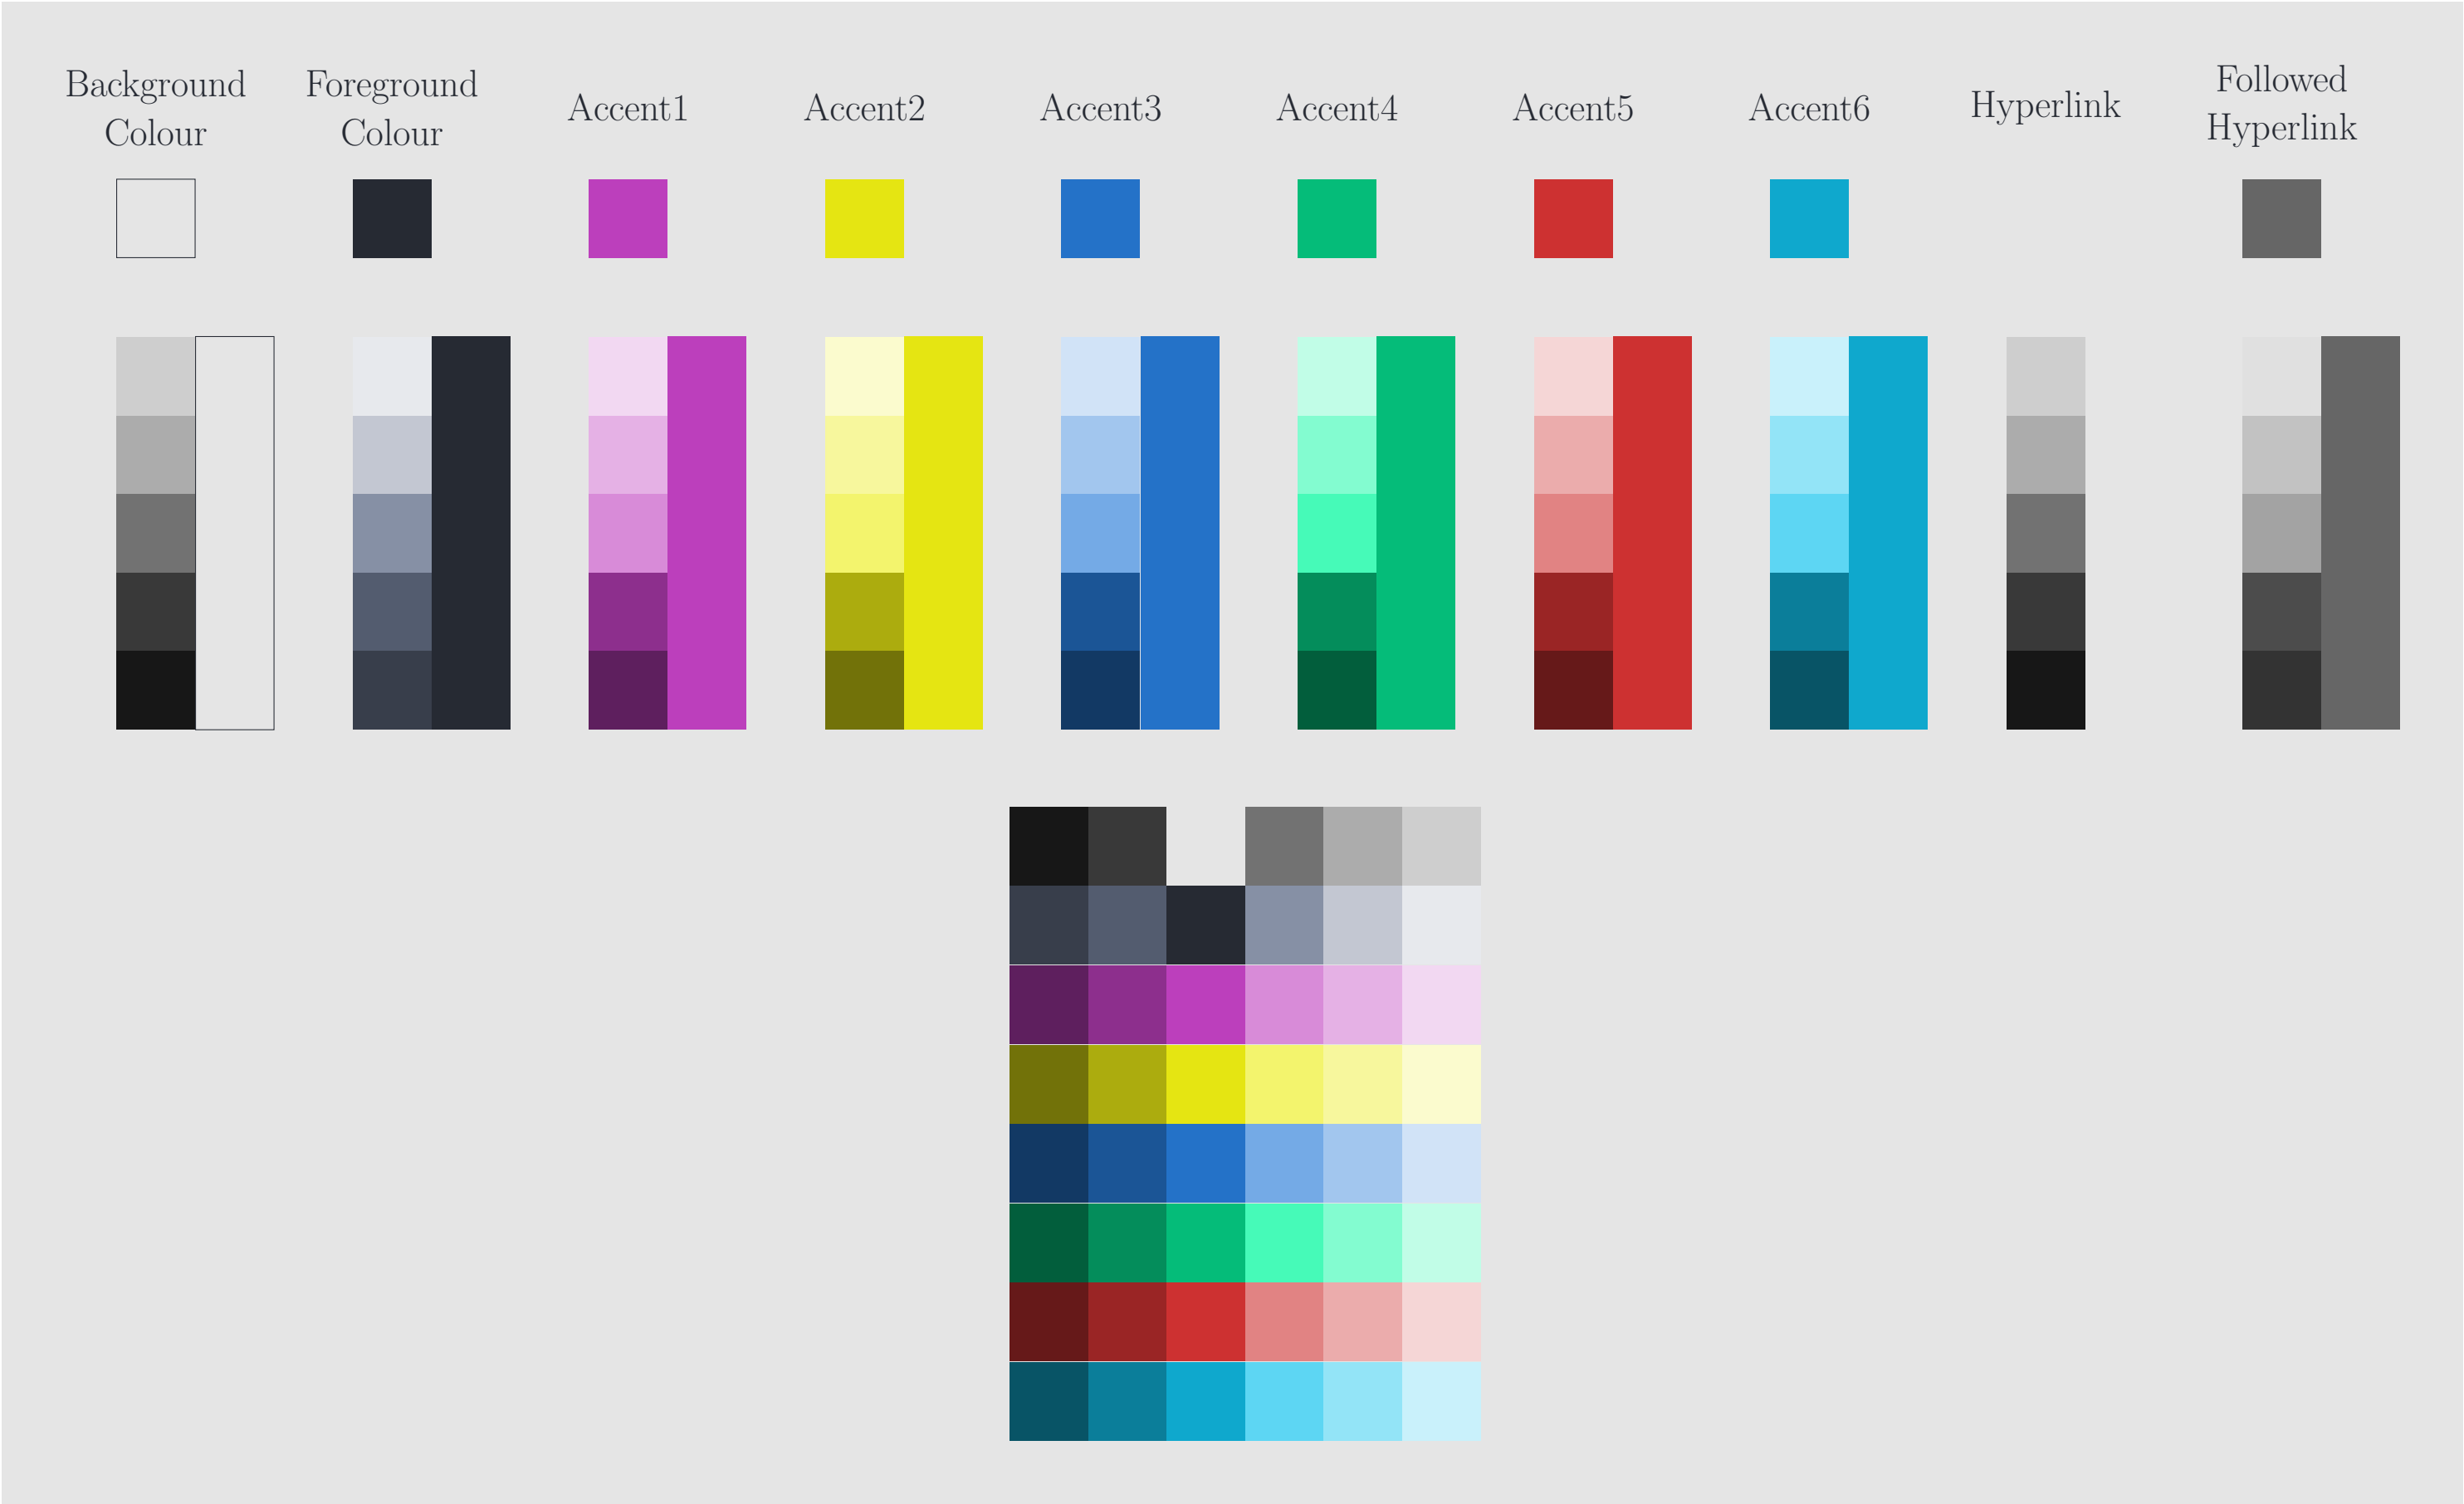 Background
Colour
Foreground
Colour
Accent1
Accent2
Accent3
Accent4
Accent5
Accent6
Hyperlink
Followed
Hyperlink